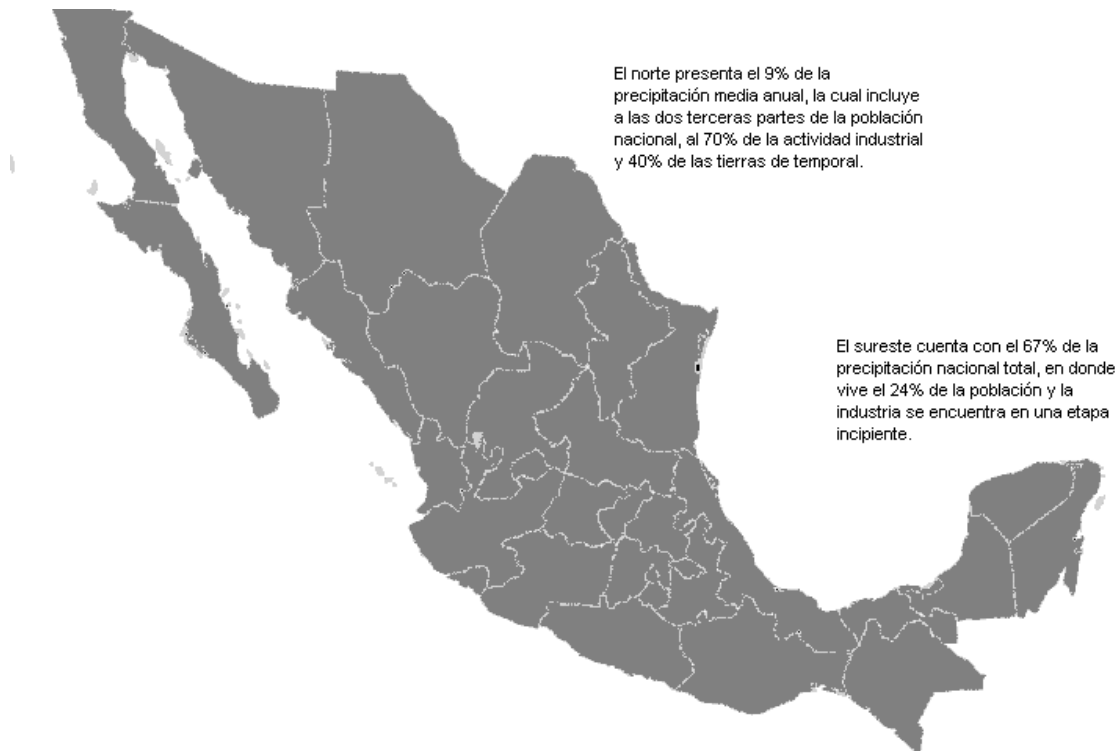 El norte presenta el 9% de la
precipitación media anual, la cual incluye
a las dos terceras partes de la población
nacional, al 70% de la actividad industrial
y 40% de las tierras de temporal.
El sureste cuenta con el 67% de la
precipitación nacional total, en donde
vive el 24% de la población y la
industria se encuentra en una etapa
incipiente.